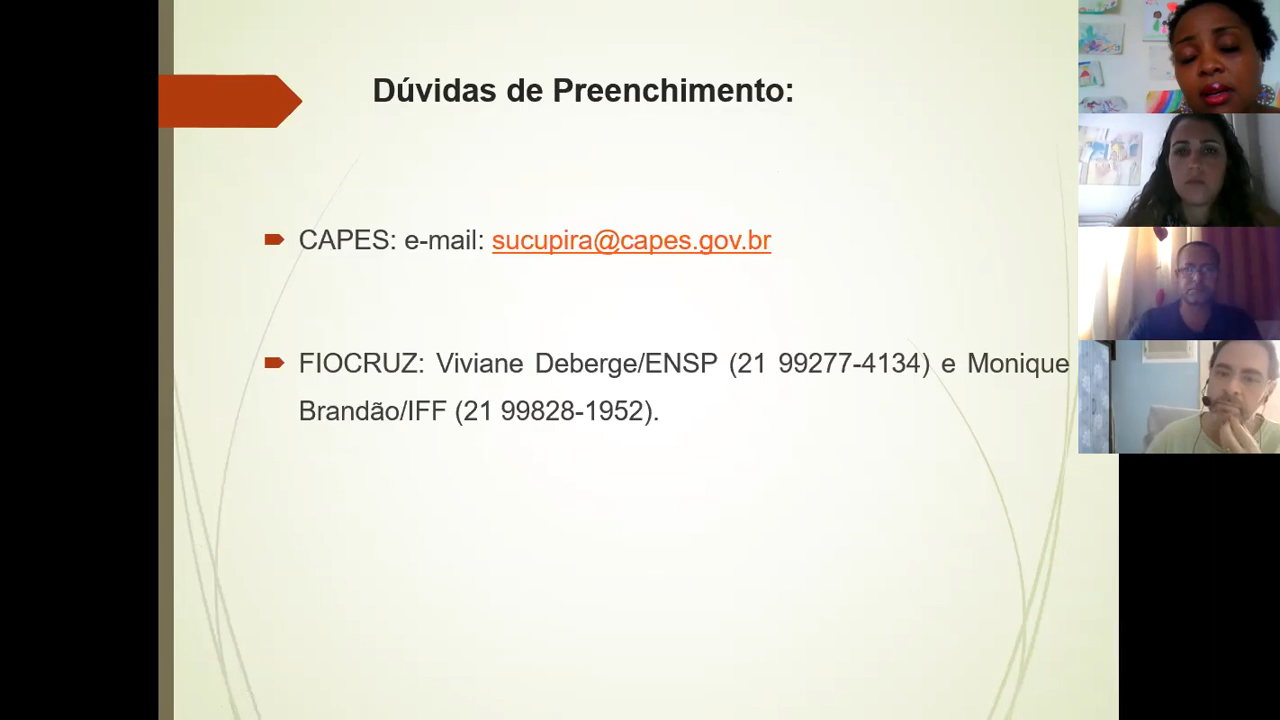 Dúvidas de Preenchimento:
CAPES: e-mail: sucupira@capes.gov.br
FIOCRUZ: Viviane Deberge/ENSP (21 99277-4134) e Monique
Brandão/IFF (21 99828-1952).